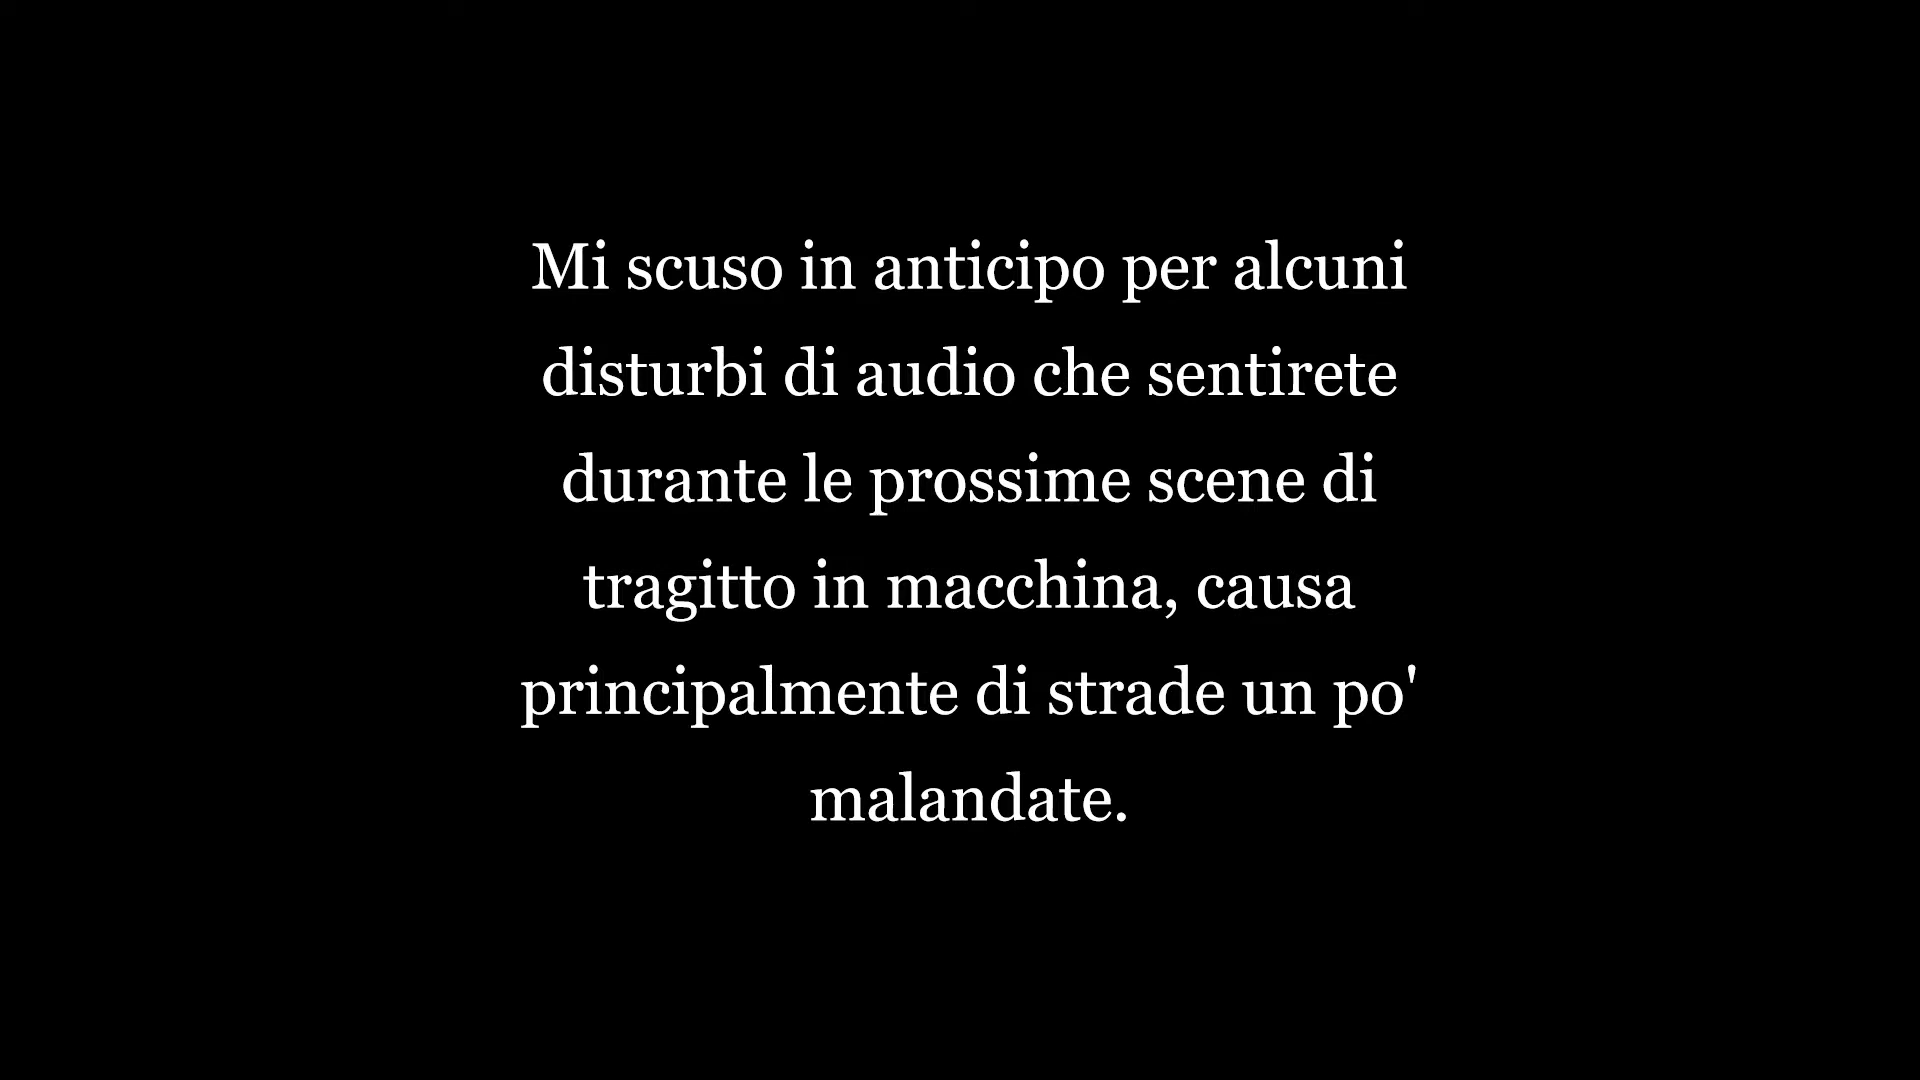 Mi scuso in anticipo per alcuni
disturbi di audio che sentirete
durante le prossime scene di
tragitto in macchina, causa
principalmente di strade un po'
malandate.